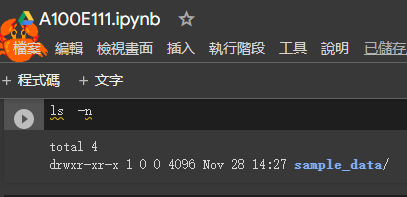 A100E111.ipynb
檔案 編輯 檢視畫面 插入 執行階段 工具 說明 已儲存
+ 程式碼 + 文字
ls -n
total 4
drwxr-xr-x 1 0 0 4096 Nov 28 14:27 sample_data/